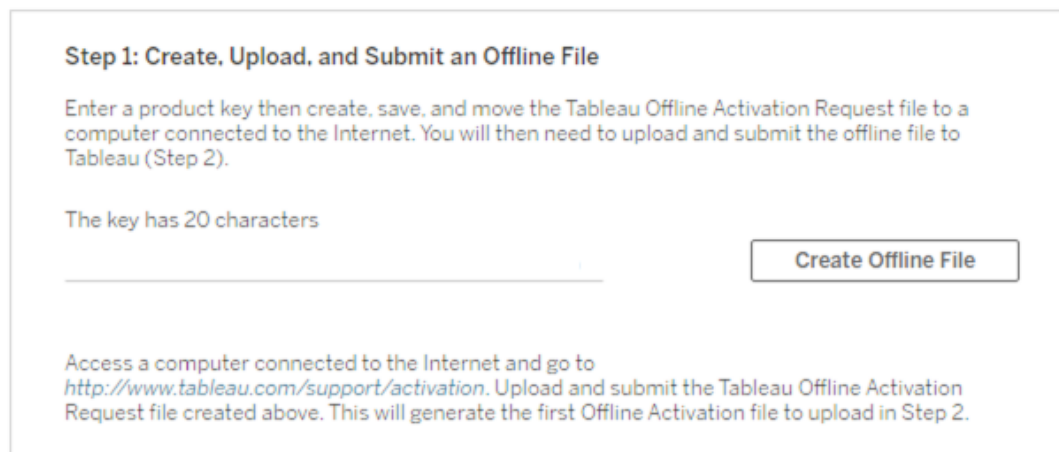 Step 1: Create, Upload, and Submit an Offline File
Enter a product key then create, save, and move the Tableau Offline Activation Request file to a
computer connected to the Internet. You will then need to upload and submit the offline file to
Tableau (Step 2).
The key has 20 characters
Create Offline File
Access a computer connected to the Internet and go to
http://www.tableau.com/support/activation. Upload and submit the Tableau Offline Activation
Request file created above. This will generate the first Offline Activation file to upload in Step 2.